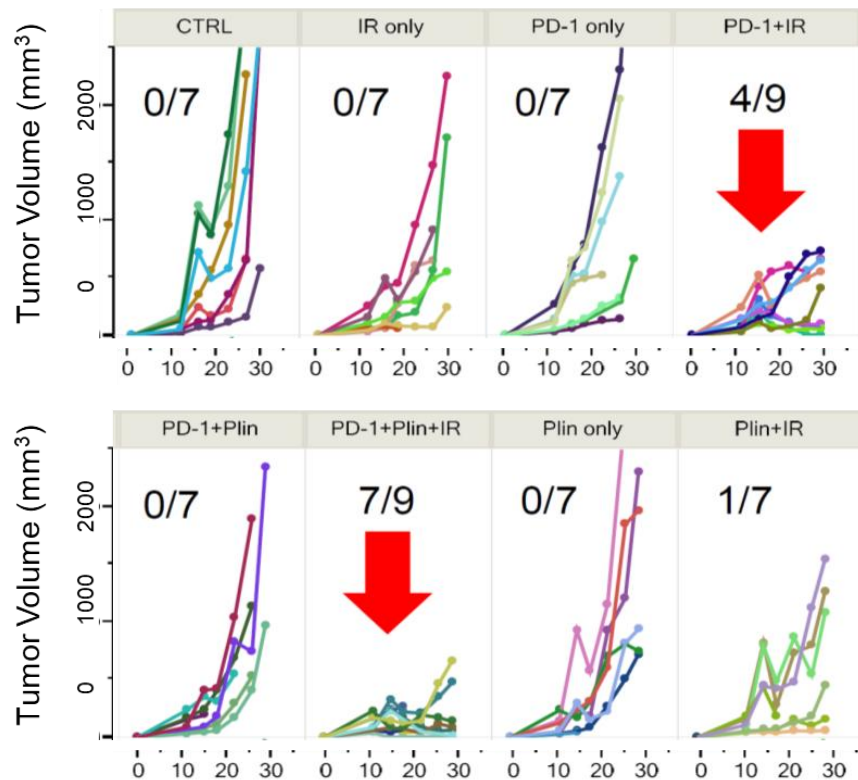 CTRL IR only PD-1 only PD-1+IR
0/7 0/7 0/7 4/9
Tumor Volume (mm³)
2000
1000
0
0 10 20 30 0 10 20 30 0 10 20 30 0 10 20 30
PD-1+Plin PD-1+Plin+IR Plin only Plin+IR
0/7 7/9 0/7 1/7
Tumor Volume (mm³)
2000
1000
0
0 10 20 30 0 10 20 30 0 10 20 30 0 10 20 30